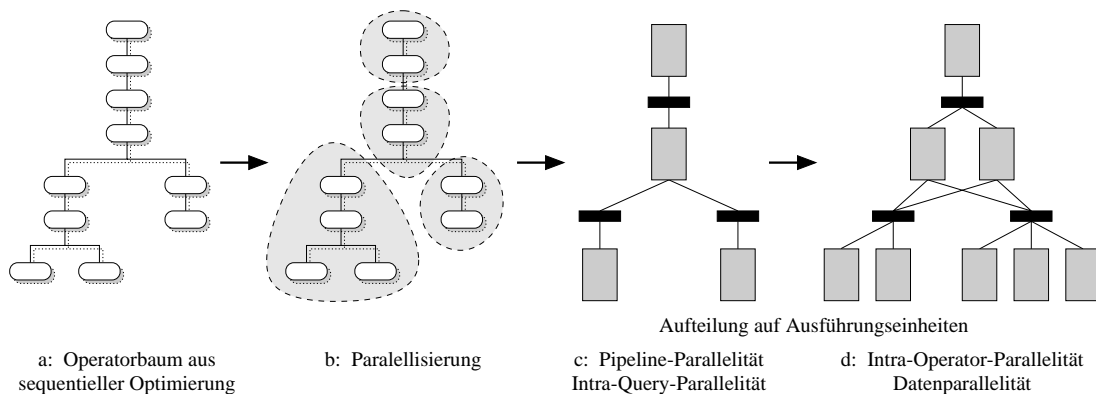 Aufteilung auf Ausführungseinheiten
a: Operatorbaum aus
sequentieller Optimierung
b: Paralellisierung
c: Pipeline-Parallelität
Intra-Query-Parallelität
d: Intra-Operator-Parallelität
Datenparallelität